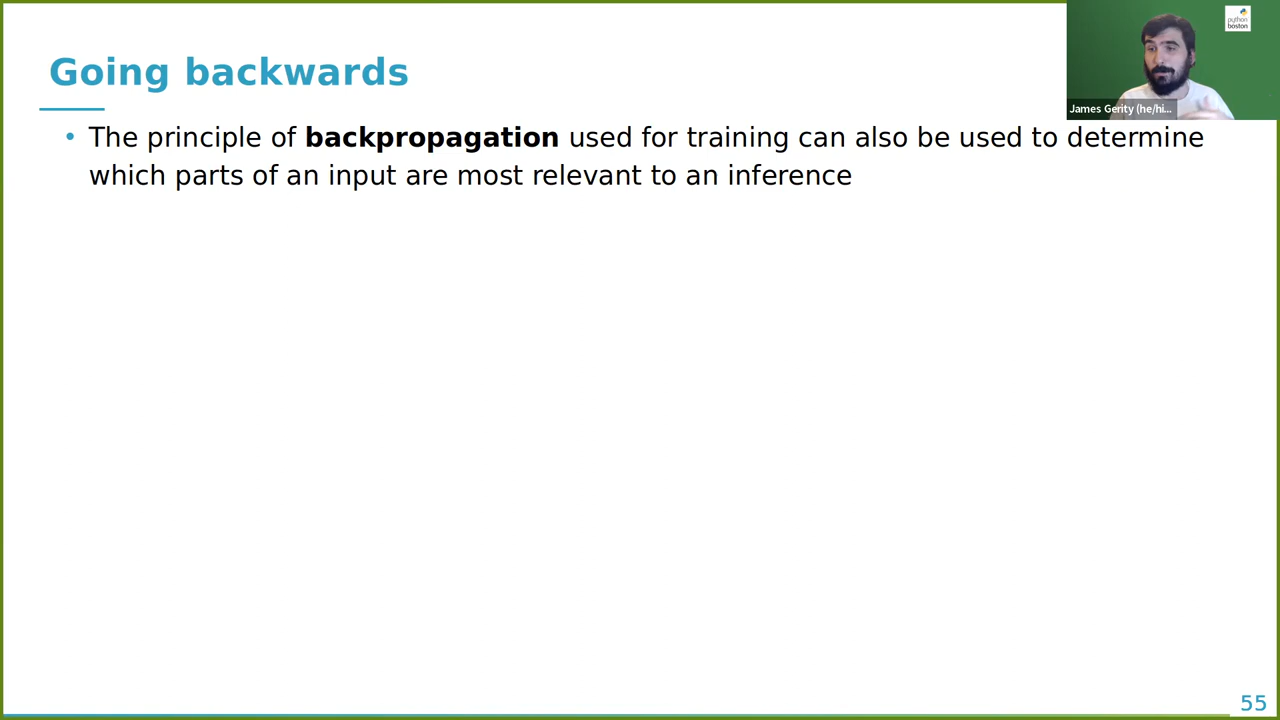 Going backwards
python
boston
James Gerity (he/hi...
• The principle of backpropagation used for training can also be used to determine
which parts of an input are most relevant to an inference
55